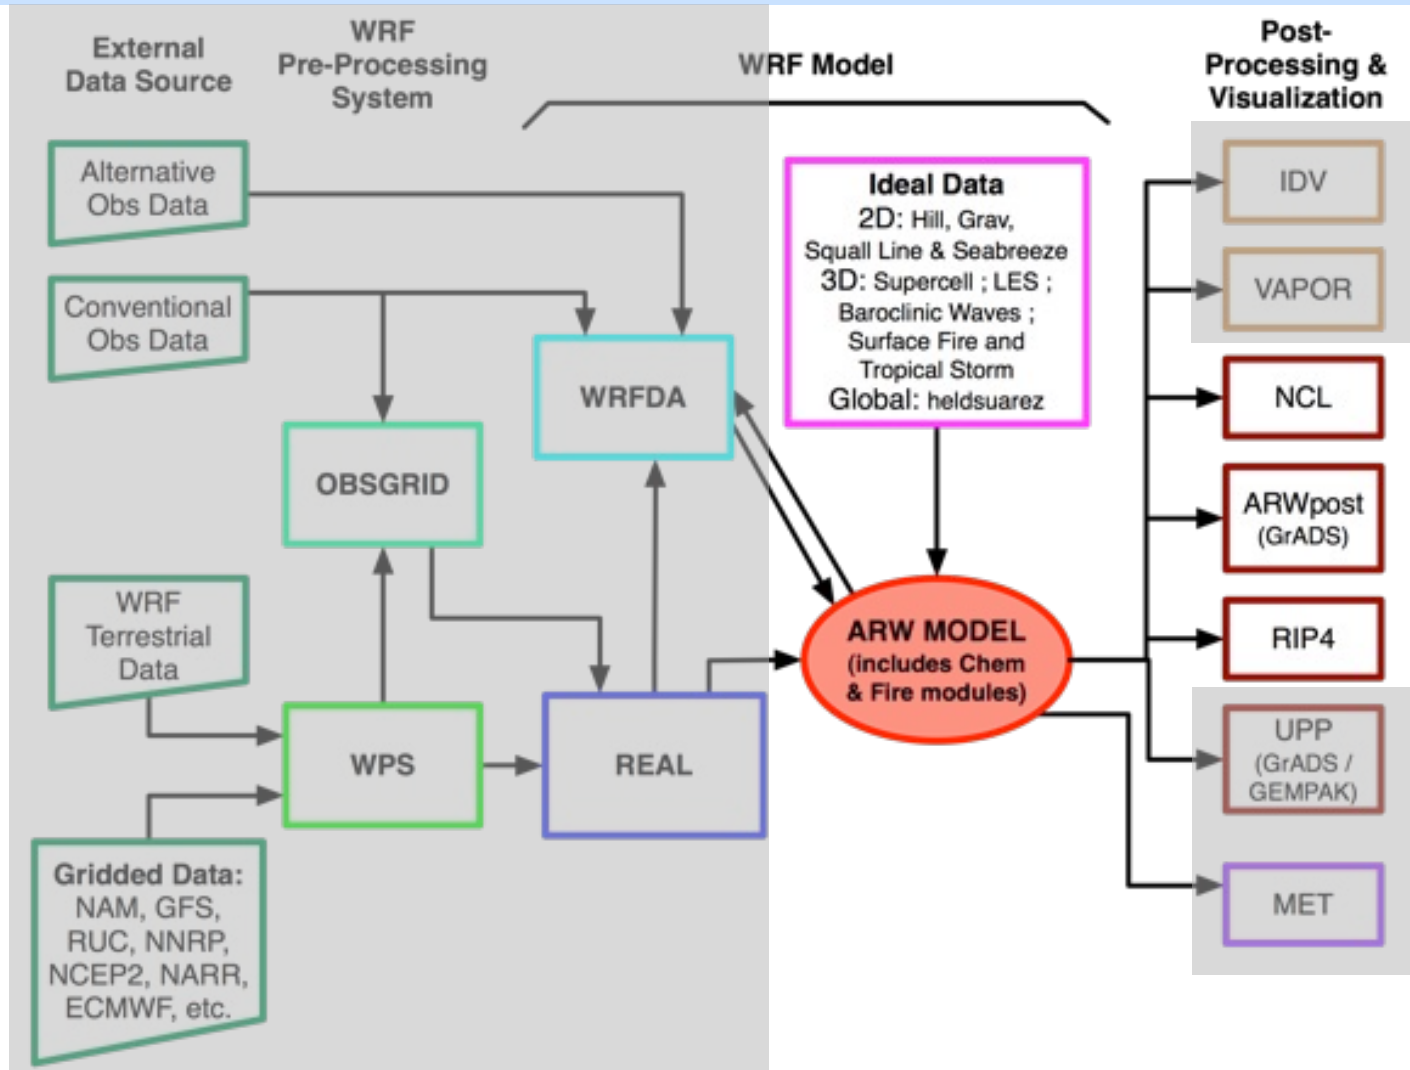 External
Data Source
WRF
Pre-Processing
System
WRF Model
Post-
Processing &
Visualization
Alternative
Obs Data
Conventional
Obs Data
WRF
Terrestrial
Data
Gridded Data:
NAM, GFS,
RUC, NNRP,
NCEP2, NARR,
ECMWF, etc.
OBSGRID
WPS
WRFDA
REAL
Ideal Data
2D: Hill, Grav,
Squall Line & Seabreeze
3D: Supercell ; LES ;
Baroclinic Waves ;
Surface Fire and
Tropical Storm
Global: heldsuarez
ARW MODEL
(includes Chem
& Fire modules)
IDV
VAPOR
NCL
ARWpost
(GrADS)
RIP4
UPP
(GrADS /
GEMPAK)
MET